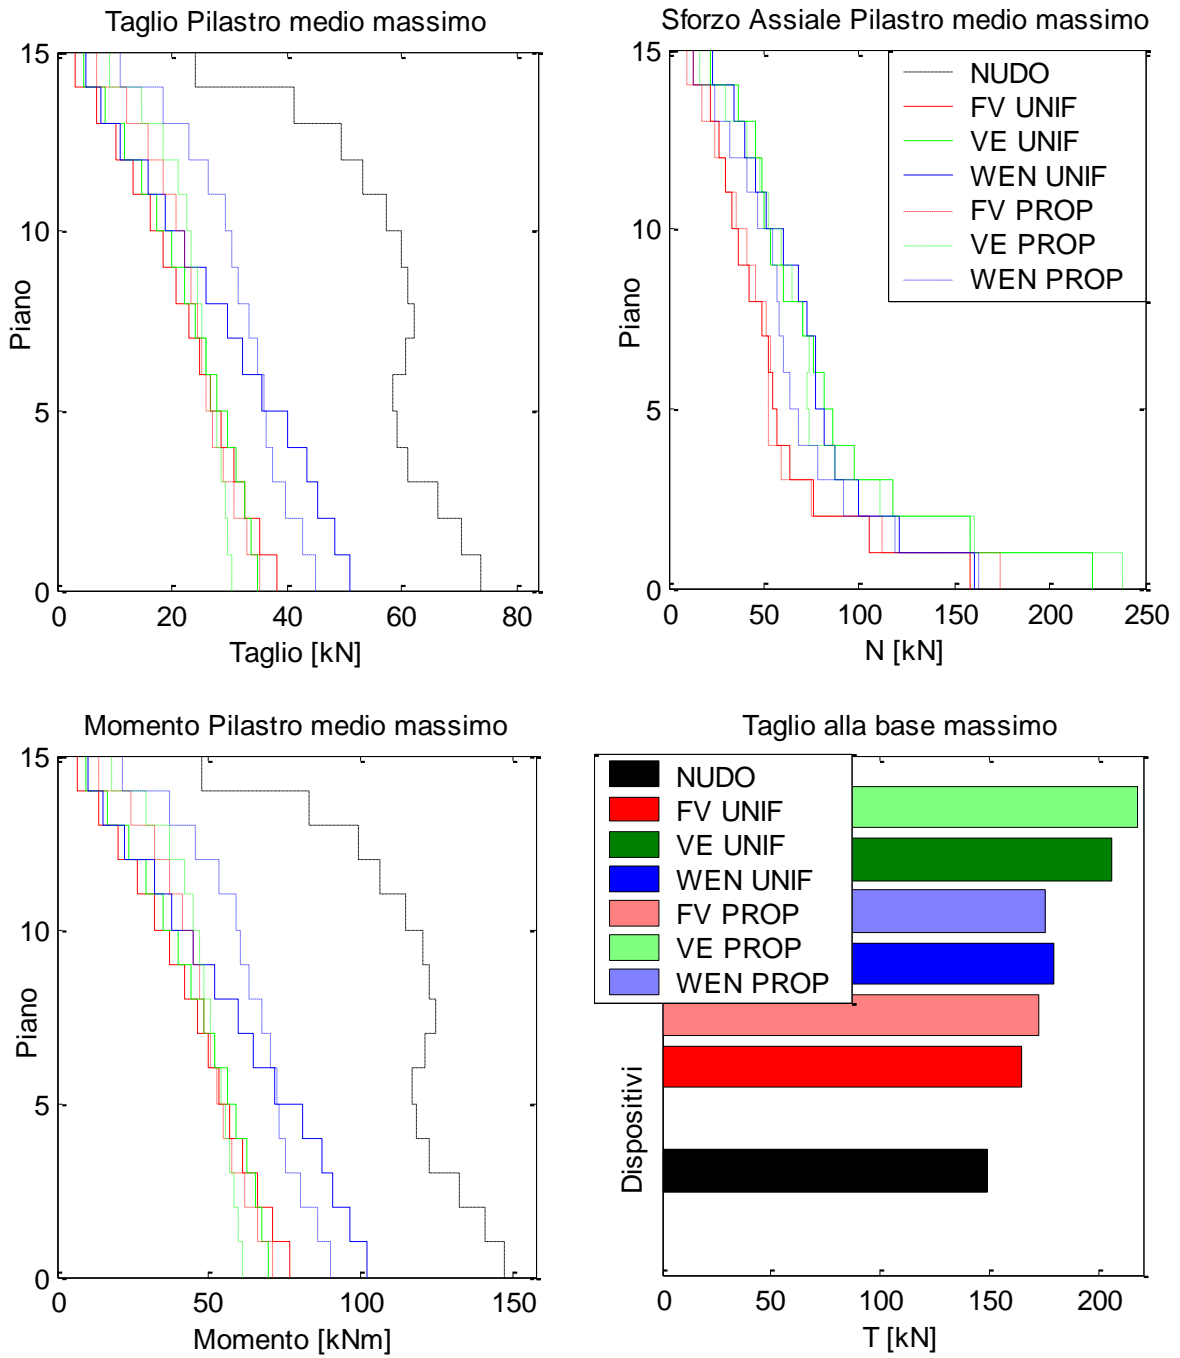 Taglio Pilastro medio massimo
15
10
5
0
Piano
0 20 40 60 80
Taglio [kN]
Sforzo Assiale Pilastro medio massimo
15
10
5
0
Piano
NUDO
FV UNIF
VE UNIF
WEN UNIF
FV PROP
VE PROP
WEN PROP
0 50 100 150 200 250
N [kN]
Momento Pilastro medio massimo
15
10
5
0
Piano
0 50 100 150
Momento [kNm]
Taglio alla base massimo
NUDO
FV UNIF
VE UNIF
WEN UNIF
FV PROP
VE PROP
WEN PROP
Dispositivi
0 50 100 150 200
T [kN]